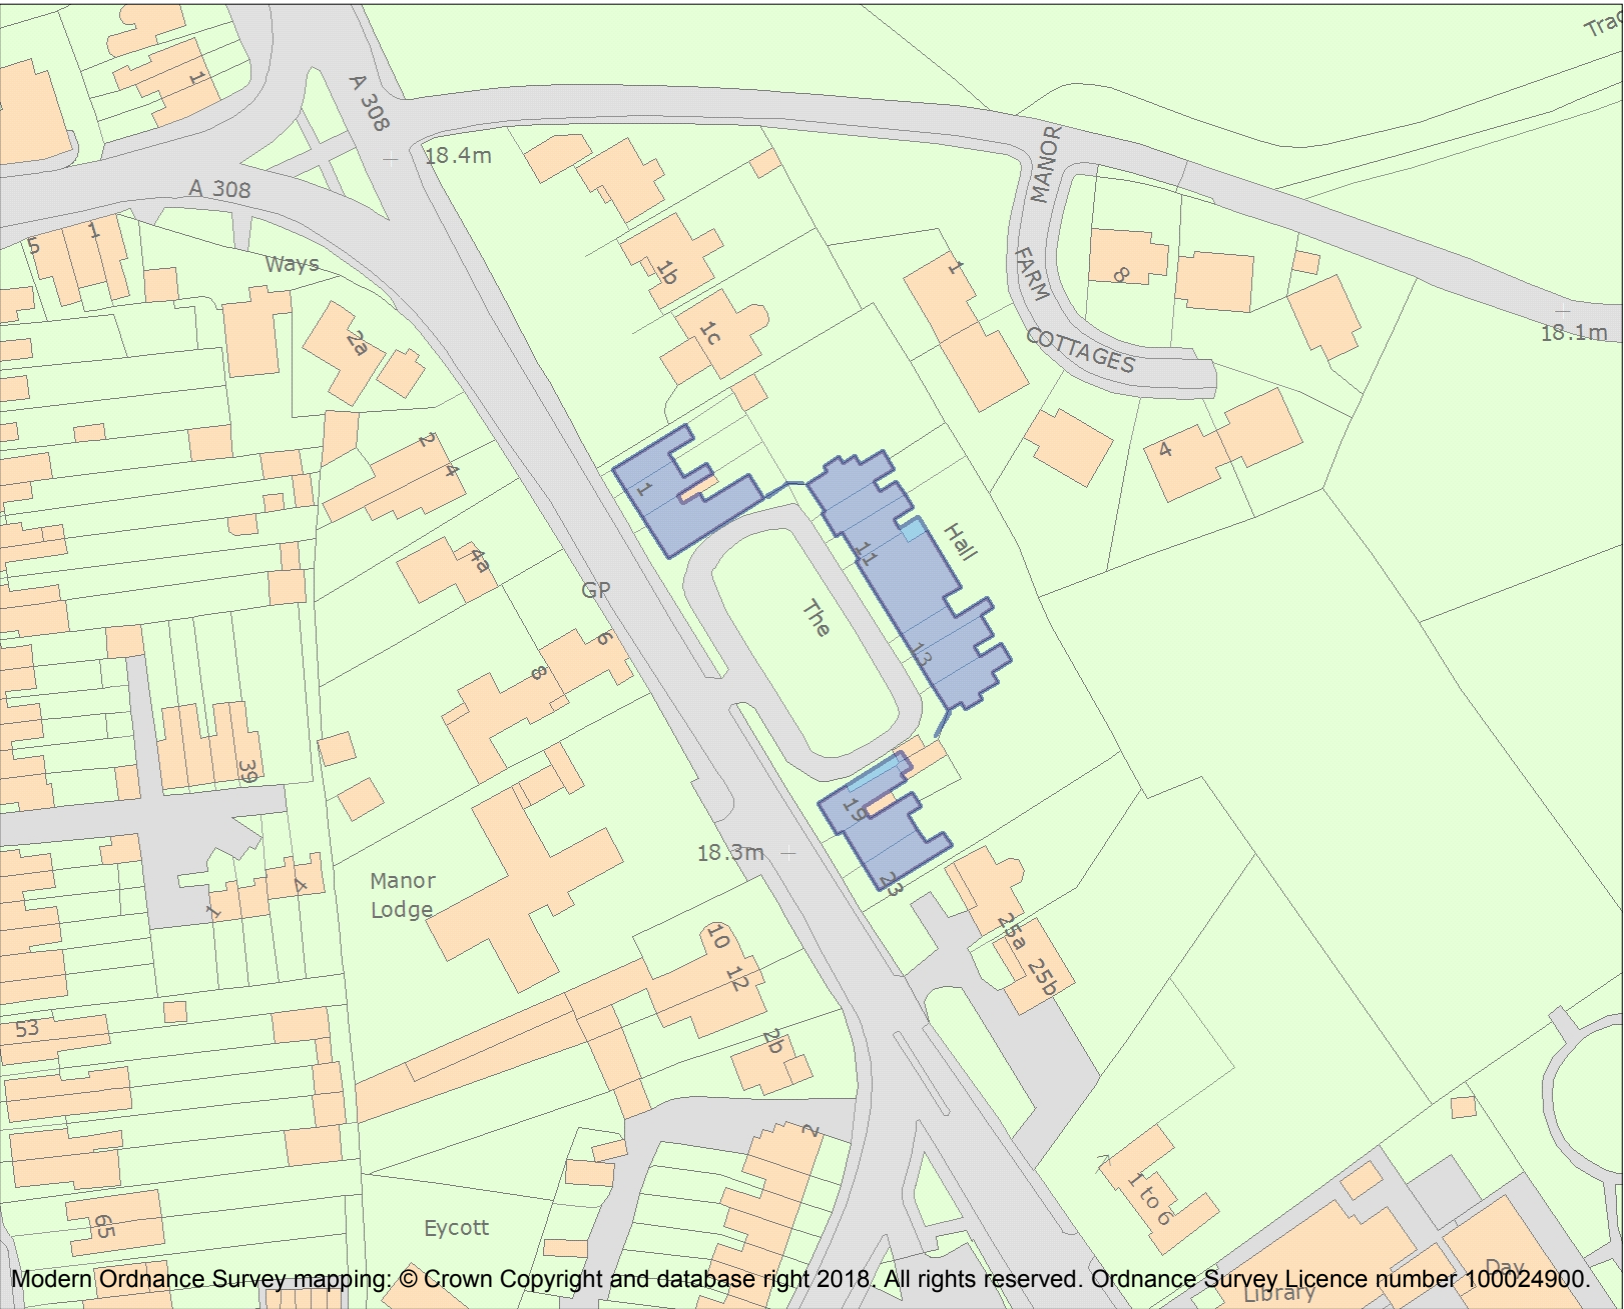 Trac
1
A 308
18.4m
A 308
MANOR
FARM
COTTAGES
5
1
Ways
1b
1
8
18.1m
2a
1c
2
4
4
1
Hall
11
4a
GP
The
6
13
8
39
19
18.3m
23
Manor
Lodge
4
1
10
12
25a
25b
53
2b
2
1 to 6
65
Eycott
Day
Library
Modern Ordnance Survey mapping: © Crown Copyright and database right 2018. All rights reserved. Ordnance Survey Licence number 100024900.